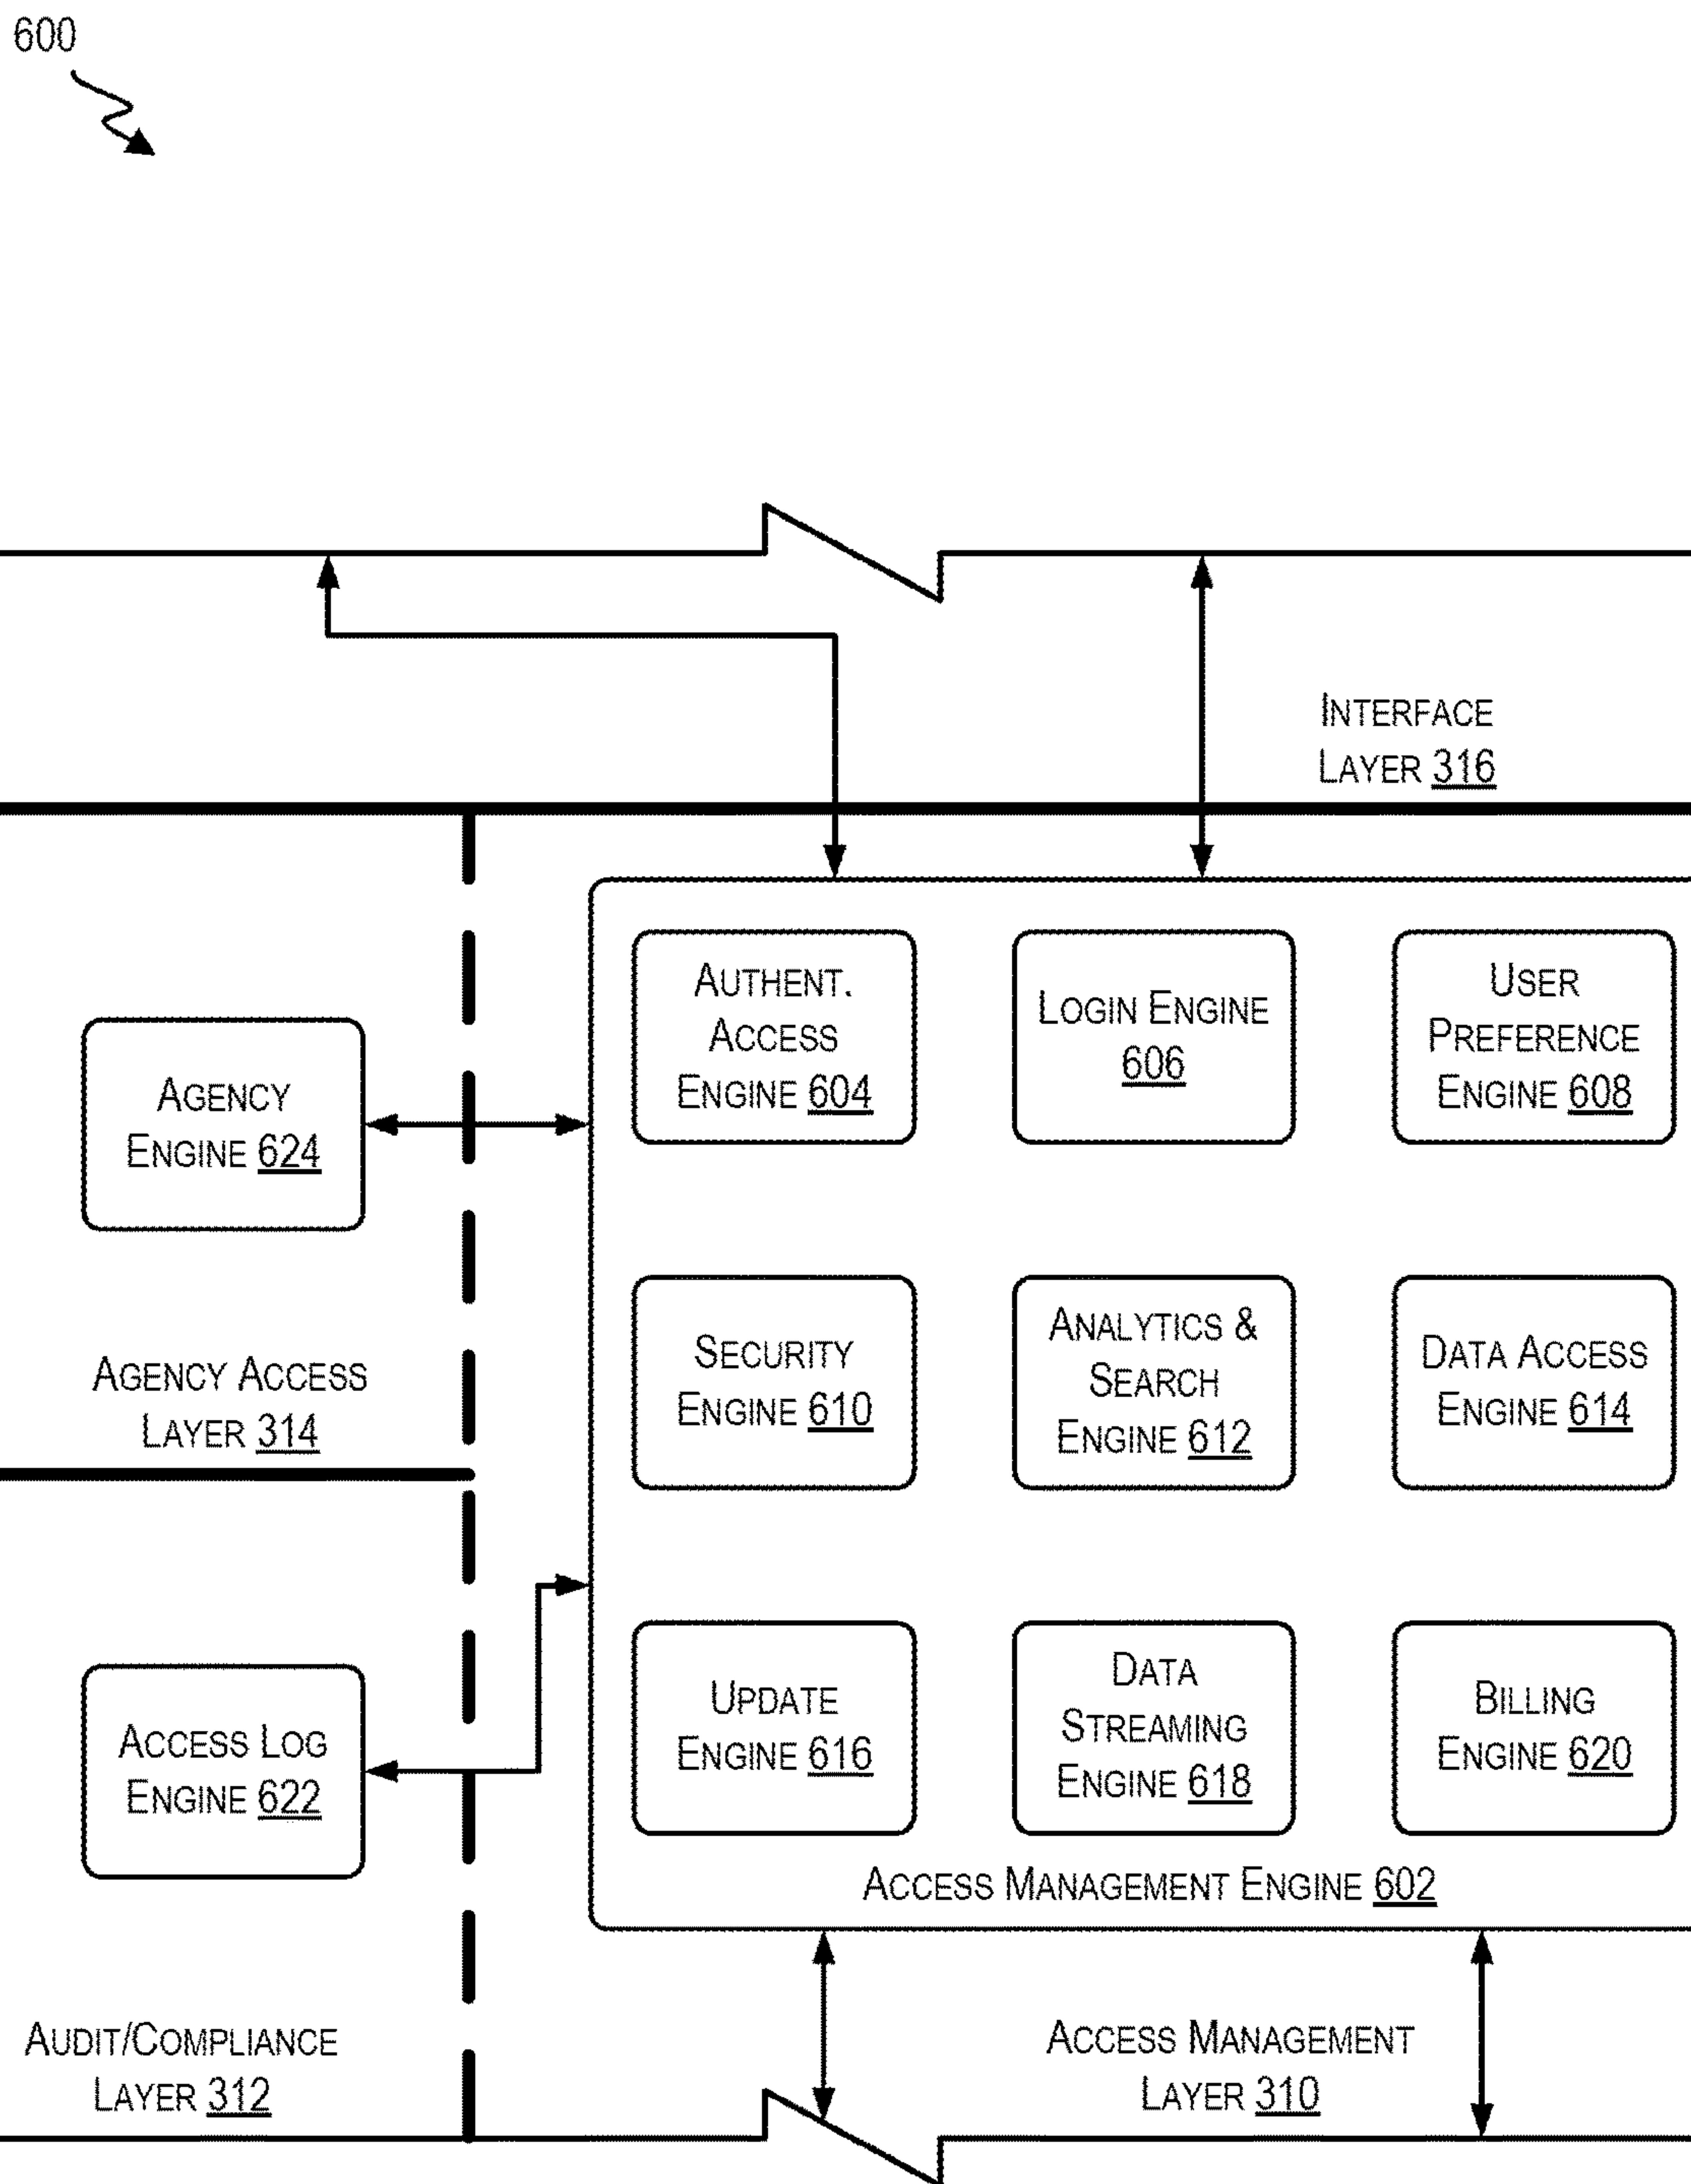 600
INTERFACE
LAYER 316
AUTHENT.
ACCESS
ENGINE 604
LOGIN ENGINE
606
USER
PREFERENCE
ENGINE 608
AGENCY
ENGINE 624
SECURITY
ENGINE 610
ANALYTICS &
SEARCH
ENGINE 612
DATA ACCESS
ENGINE 614
AGENCY ACCESS
LAYER 314
UPDATE
ENGINE 616
DATA
STREAMING
ENGINE 618
BILLING
ENGINE 620
ACCESS LOG
ENGINE 622
ACCESS MANAGEMENT ENGINE 602
AUDIT/COMPLIANCE
LAYER 312
ACCESS MANAGEMENT
LAYER 310